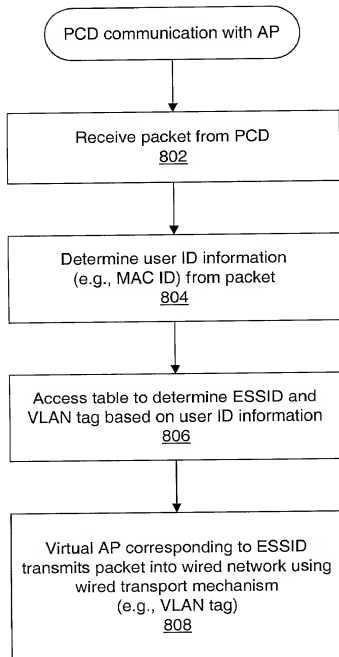 PCD communication with AP
Receive packet from PCD
802
Determine user ID information
(e.g., MAC ID) from packet
804
Access table to determine ESSID and
VLAN tag based on user ID information
806
Virtual AP corresponding to ESSID
transmits packet into wired network using
wired transport mechanism
(e.g., VLAN tag)
808